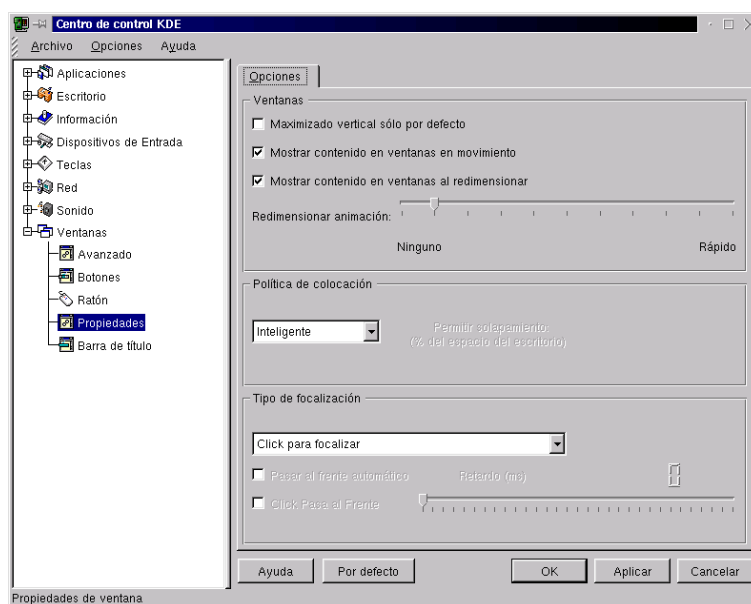 Centro de control KDE
Archivo Opciones Ayuda
Aplicaciones
Escritorio
Información
Dispositivos de Entrada
Teclas
Red
Sonido
Ventanas
Avanzado
Botones
Ratón
Propiedades
Barra de título
Opciones
Ventanas
Maximizado vertical sólo por defecto
Mostrar contenido en ventanas en movimiento
Mostrar contenido en ventanas al redimensionar
Redimensionar animación:
Ninguno Rápido
Política de colocación
Inteligente
Permitir solapamiento:
(% del espacio del escritorio)
Tipo de focalización
Click para focalizar
Pasar al frente automático Retardo (ms) 0
Click Pasa al Frente
Ayuda Por defecto OK Aplicar Cancelar
Propiedades de ventana